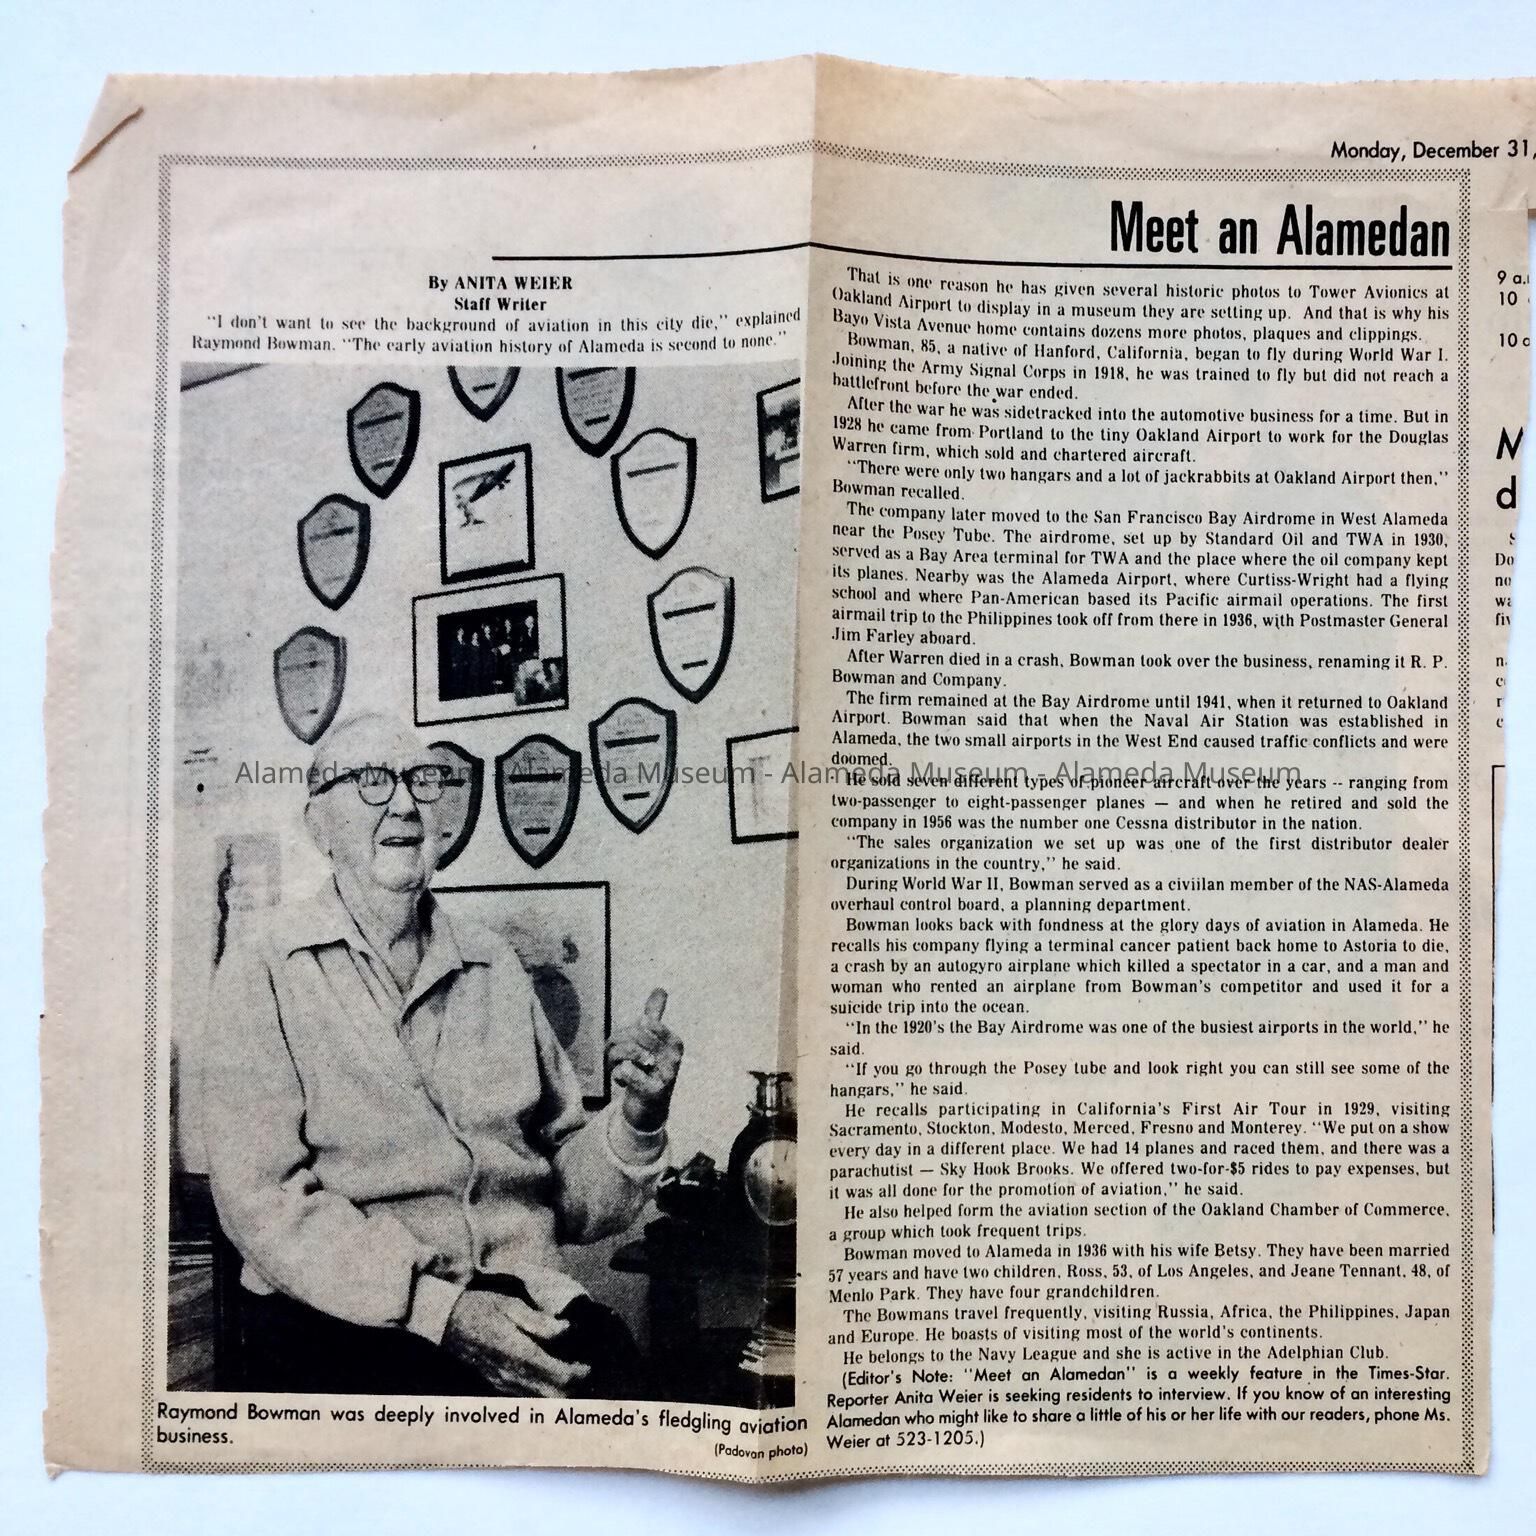 Monday, December 31,
Meet an Alamedan
By ANITA WEIER
Staff Writer
"I don't want to see the background of aviation in this city die," explained
Raymond Bowman. "The early aviation history of Alameda is second to none."
Raymond Bowman was deeply involved in Alameda's fledgling aviation
business.
(Padovan photo)
That is one reason he has given several historic photos to Tower Avionics at
Oakland Airport to display in a museum they are setting up. And that is why his
Bayo Vista Avenue home contains dozens more photos, plaques and clippings.
Bowman, 85, a native of Hanford, California, began to fly during World War I.
Joining the Army Signal Corps in 1918, he was trained to fly but did not reach a
battlefront before the war ended.
After the war he was sidetracked into the automotive business for a time. But in
1928 he came from Portland to the tiny Oakland Airport to work for the Douglas
Warren firm, which sold and chartered aircraft.
"There were only two hangars and a lot of jackrabbits at Oakland Airport then,"
Bowman recalled.
The company later moved to the San Francisco Bay Airdrome in West Alameda
near the Posey Tube. The airdrome, set up by Standard Oil and TWA in 1930,
served as a Bay Area terminal for TWA and the place where the oil company kept
its planes. Nearby was the Alameda Airport, where Curtiss-Wright had a flying
school and where Pan-American based its Pacific airmail operations. The first
airmail trip to the Philippines took off from there in 1936, with Postmaster General
Jim Farley aboard.
After Warren died in a crash, Bowman took over the business, renaming it R. P.
Bowman and Company.
The firm remained at the Bay Airdrome until 1941, when it returned to Oakland
Airport. Bowman said that when the Naval Air Station was established in
Alameda, the two small airports in the West End caused traffic conflicts and were
doomed.
Alameda Museum - Alameda Museum - Alameda Museum - Alameda Museum
He sold seven different types of pioneer aircraft over the years -- ranging from
two-passenger to eight-passenger planes — and when he retired and sold the
company in 1956 was the number one Cessna distributor in the nation.
"The sales organization we set up was one of the first distributor dealer
organizations in the country," he said.
During World War II, Bowman served as a civiilan member of the NAS-Alameda
overhaul control board, a planning department.
Bowman looks back with fondness at the glory days of aviation in Alameda. He
recalls his company flying a terminal cancer patient back home to Astoria to die,
a crash by an autogyro airplane which killed a spectator in a car, and a man and
woman who rented an airplane from Bowman's competitor and used it for a
suicide trip into the ocean.
"In the 1920's the Bay Airdrome was one of the busiest airports in the world," he
said.
"If you go through the Posey tube and look right you can still see some of the
hangars," he said.
He recalls participating in California's First Air Tour in 1929, visiting
Sacramento, Stockton, Modesto, Merced, Fresno and Monterey. "We put on a show
every day in a different place. We had 14 planes and raced them, and there was a
parachutist — Sky Hook Brooks. We offered two-for-$5 rides to pay expenses, but
it was all done for the promotion of aviation," he said.
He also helped form the aviation section of the Oakland Chamber of Commerce,
a group which took frequent trips.
Bowman moved to Alameda in 1936 with his wife Betsy. They have been married
57 years and have two children, Ross, 53, of Los Angeles, and Jeane Tennant, 48, of
Menlo Park. They have four grandchildren.
The Bowmans travel frequently, visiting Russia, Africa, the Philippines, Japan
and Europe. He boasts of visiting most of the world's continents.
He belongs to the Navy League and she is active in the Adelphian Club.
(Editor's Note: "Meet an Alamedan" is a weekly feature in the Times-Star.
Reporter Anita Weier is seeking residents to interview. If you know of an interesting
Alamedan who might like to share a little of his or her life with our readers, phone Ms.
Weier at 523-1205.)
9 a.
10
10